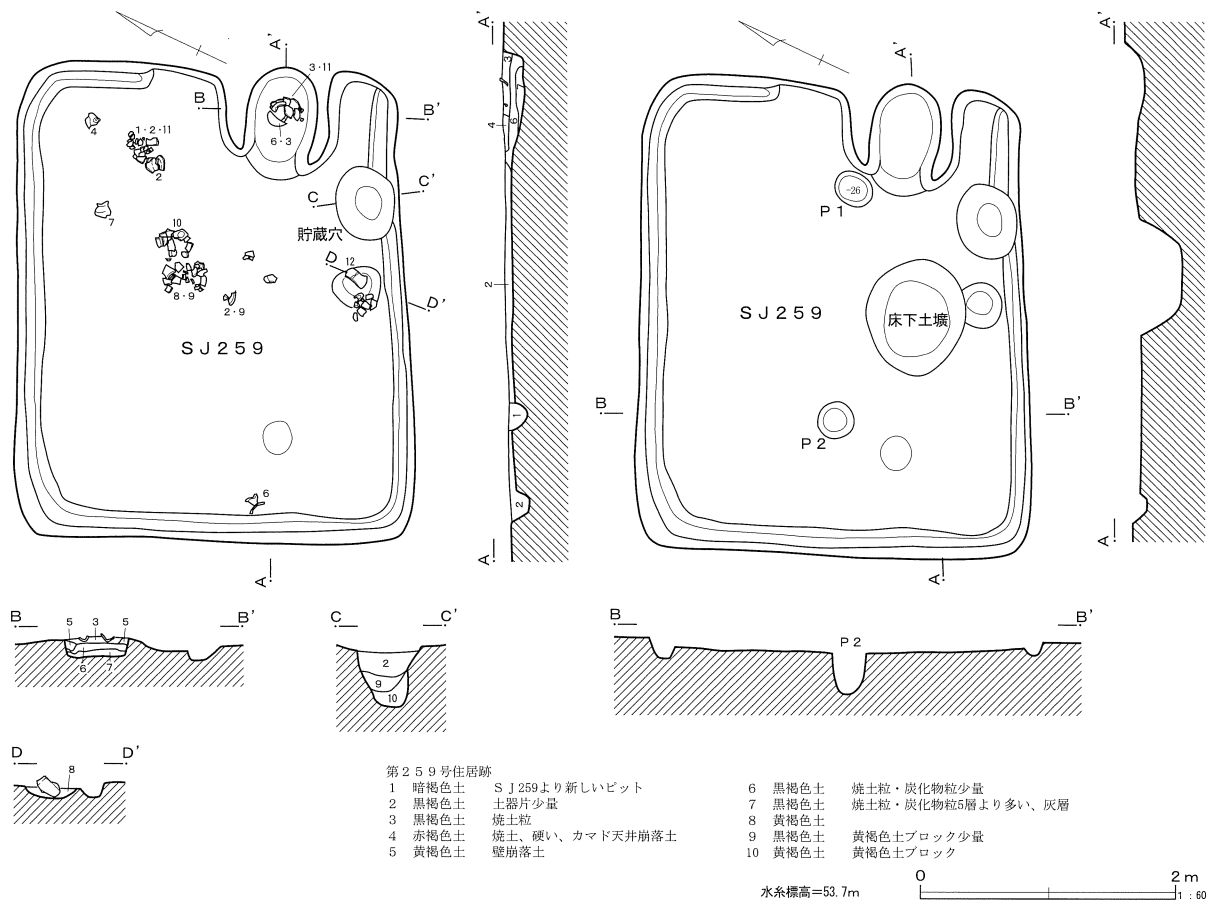 A'
3・11
B
B'
4
1・2・11
6・3
2
C
C'
7
貯蔵穴
10
D
12
D'
8・9
2・9
SJ259
6
A
A'
3
7
4
6
2
1
2
A
A'
P1
-26
SJ259
床下土壙
B
B'
P2
A
A'
A
B
B'
5
3
5
6
7
C
C'
2
9
10
B
B'
P2
D
D'
8
第259号住居跡
1 暗褐色土 SJ259より新しいピット
2 黒褐色土 土器片少量
3 黒褐色土 焼土粒
4 赤褐色土 焼土、硬い、カマド天井崩落土
5 黄褐色土 壁崩落土
6 黒褐色土 焼土粒・炭化物粒少量
7 黒褐色土 焼土粒・炭化物粒5層より多い、灰層
8 黄褐色土
9 黒褐色土 黄褐色土ブロック少量
10 黄褐色土 黄褐色土ブロック
水糸標高=53.7m
0
2m
1:60